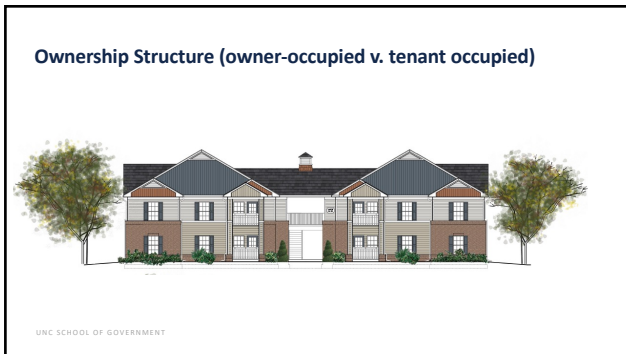 Ownership Structure (owner-occupied v. tenant occupied)
UNC SCHOOL OF GOVERNMENT